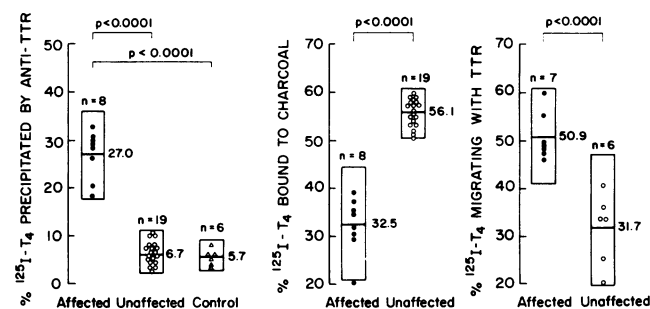 % 125I-T4 PRECIPITATED BY ANTI-TTR
50
40
30
20
10
5
0
p<0.0001
p<0.0001
n=8
27.0
n=19
6.7
n=6
5.7
Affected Unaffected Control
% 125I-T4 BOUND TO CHARCOAL
70
60
50
40
30
20
p<0.0001
n=8
32.5
n=19
56.1
Affected Unaffected
% 125I-T4 MIGRATING WITH TTR
70
60
50
40
30
20
p<0.0001
n=7
50.9
n=6
31.7
Affected Unaffected